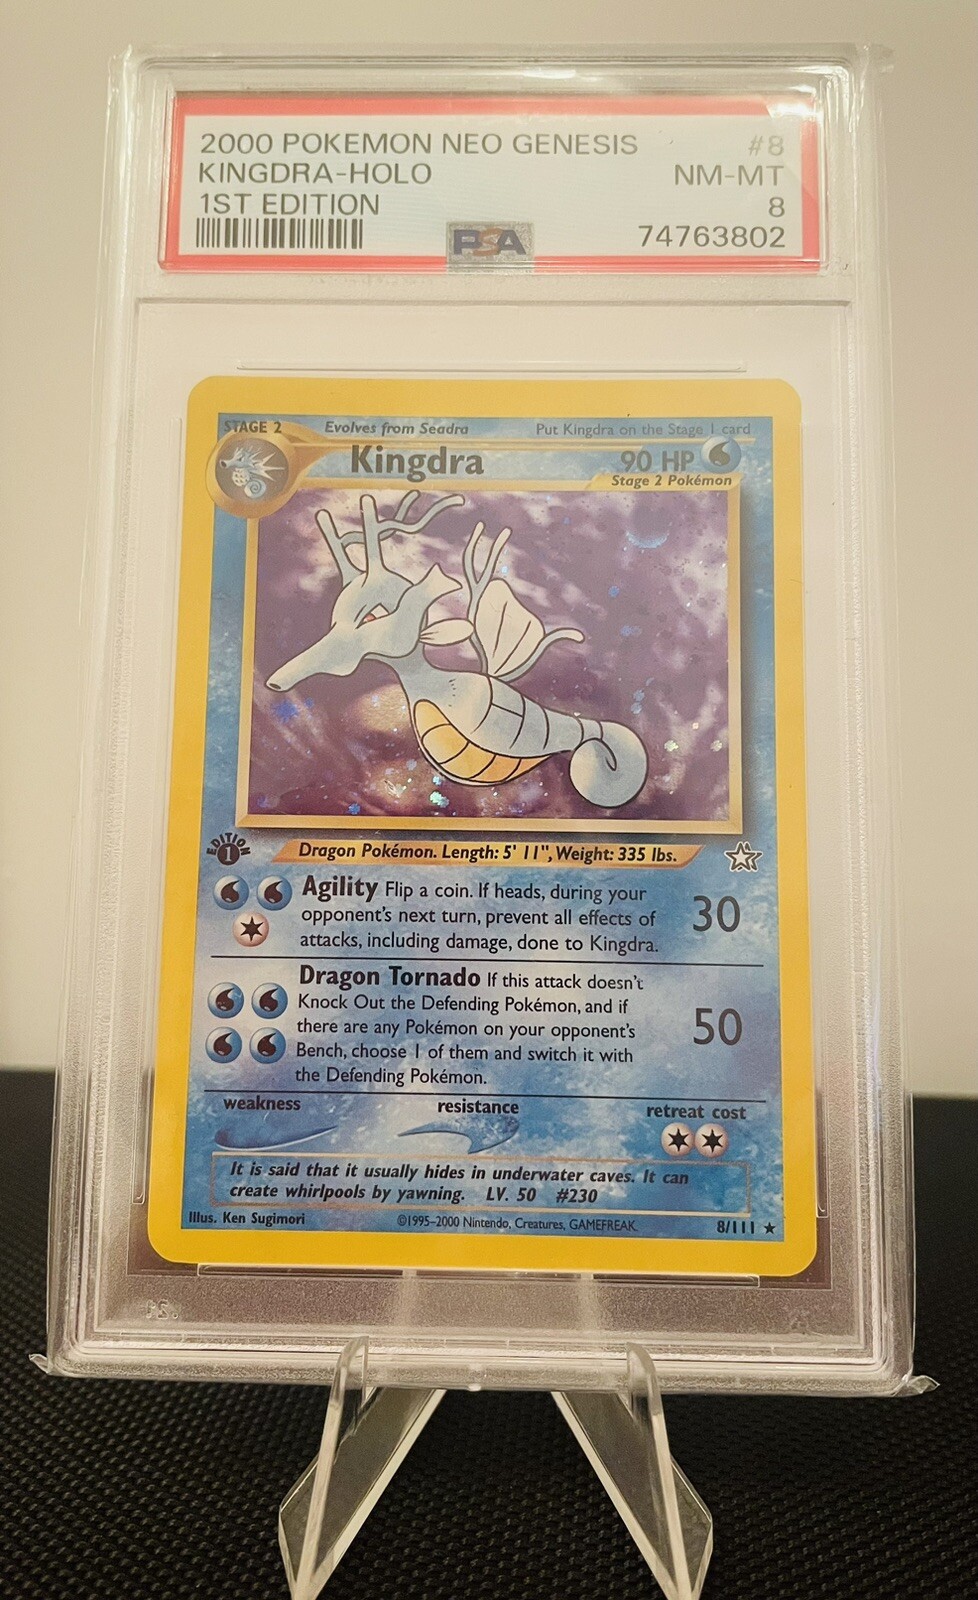 2000 POKEMON NEO GENESIS #8
KINGDRA-HOLO NM-MT
1ST EDITION 8
PSA 74763802
STAGE 2 Evolves from Seadra Put Kingdra on the Stage 1 card
Kingdra 90 HP
Stage 2 Pokémon
EDITION
1
Dragon Pokémon. Length: 5' 11", Weight: 335 lbs.
Agility Flip a coin. If heads, during your
opponent's next turn, prevent all effects of
attacks, including damage, done to Kingdra.
30
Dragon Tornado If this attack doesn't
Knock Out the Defending Pokémon, and if
there are any Pokémon on your opponent's
Bench, choose 1 of them and switch it with
the Defending Pokémon.
50
weakness resistance retreat cost
It is said that it usually hides in underwater caves. It can
create whirlpools by yawning. LV. 50 #230
Illus. Ken Sugimori ©1995–2000 Nintendo, Creatures, GAMEFREAK. 8/111 ★